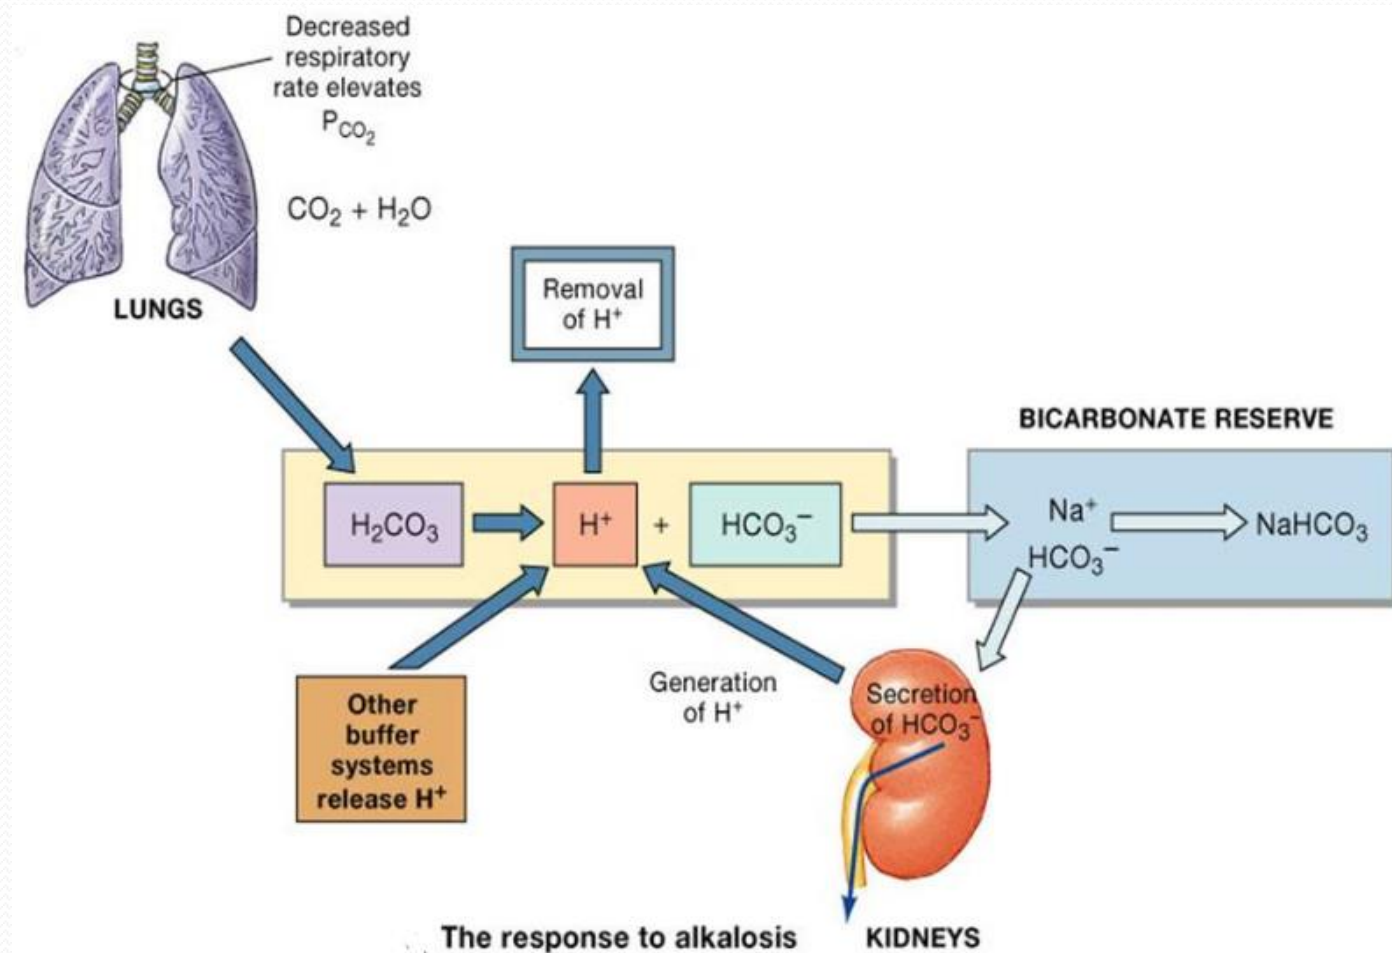 Decreased
respiratory
rate elevates
P_CO₂
CO₂ + H₂O
LUNGS
Removal
of H⁺
BICARBONATE RESERVE
H₂CO₃
H⁺
+
HCO₃⁻
Na⁺
HCO₃⁻
NaHCO₃
Other
buffer
systems
release H⁺
Generation
of H⁺
Secretion
of HCO₃⁻
The response to alkalosis
KIDNEYS